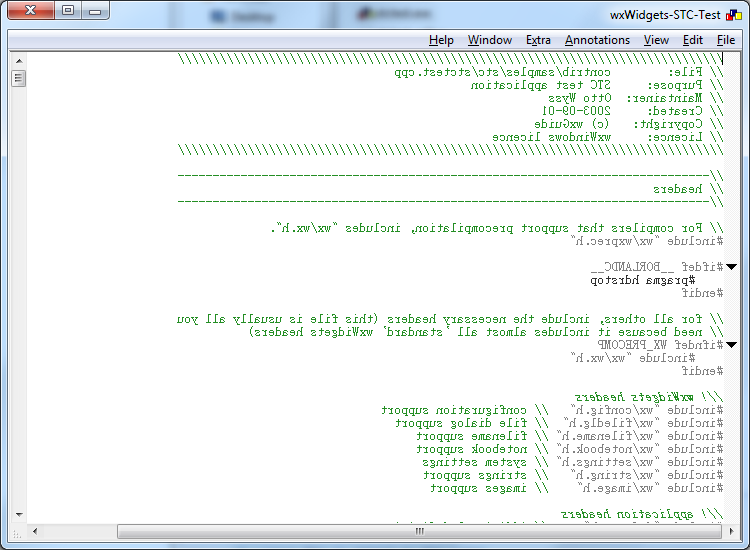 wxWidgets-STC-Test
Help Window Extra Annotations View Edit File
//////////////////////////////////////////////////////////////////////////////
// File:        contrib/samples/stc/stctest.cpp
// Purpose:     STC test application
// Maintainer:  Otto Wyss
// Created:     2003-09-01
// Copyright:   (c) wxGuide
// Licence:     wxWindows licence
//////////////////////////////////////////////////////////////////////////////
//----------------------------------------------------------------------------
// headers
//----------------------------------------------------------------------------
// For compilers that support precompilation, includes "wx/wx.h".
#include "wx/wxprec.h"
#ifdef __BORLANDC__
#pragma hdrstop
#endif
// for all others, include the necessary headers (this file is usually all you
// need because it includes almost all 'standard' wxWidgets headers)
#ifndef WX_PRECOMP
#include "wx/wx.h"
#endif
//! wxWidgets headers
#include "wx/config.h"   // configuration support
#include "wx/filedlg.h"  // file dialog support
#include "wx/filename.h" // filename support
#include "wx/notebook.h" // notebook support
#include "wx/settings.h" // system settings
#include "wx/string.h"   // strings support
#include "wx/image.h"    // images support
//! application headers